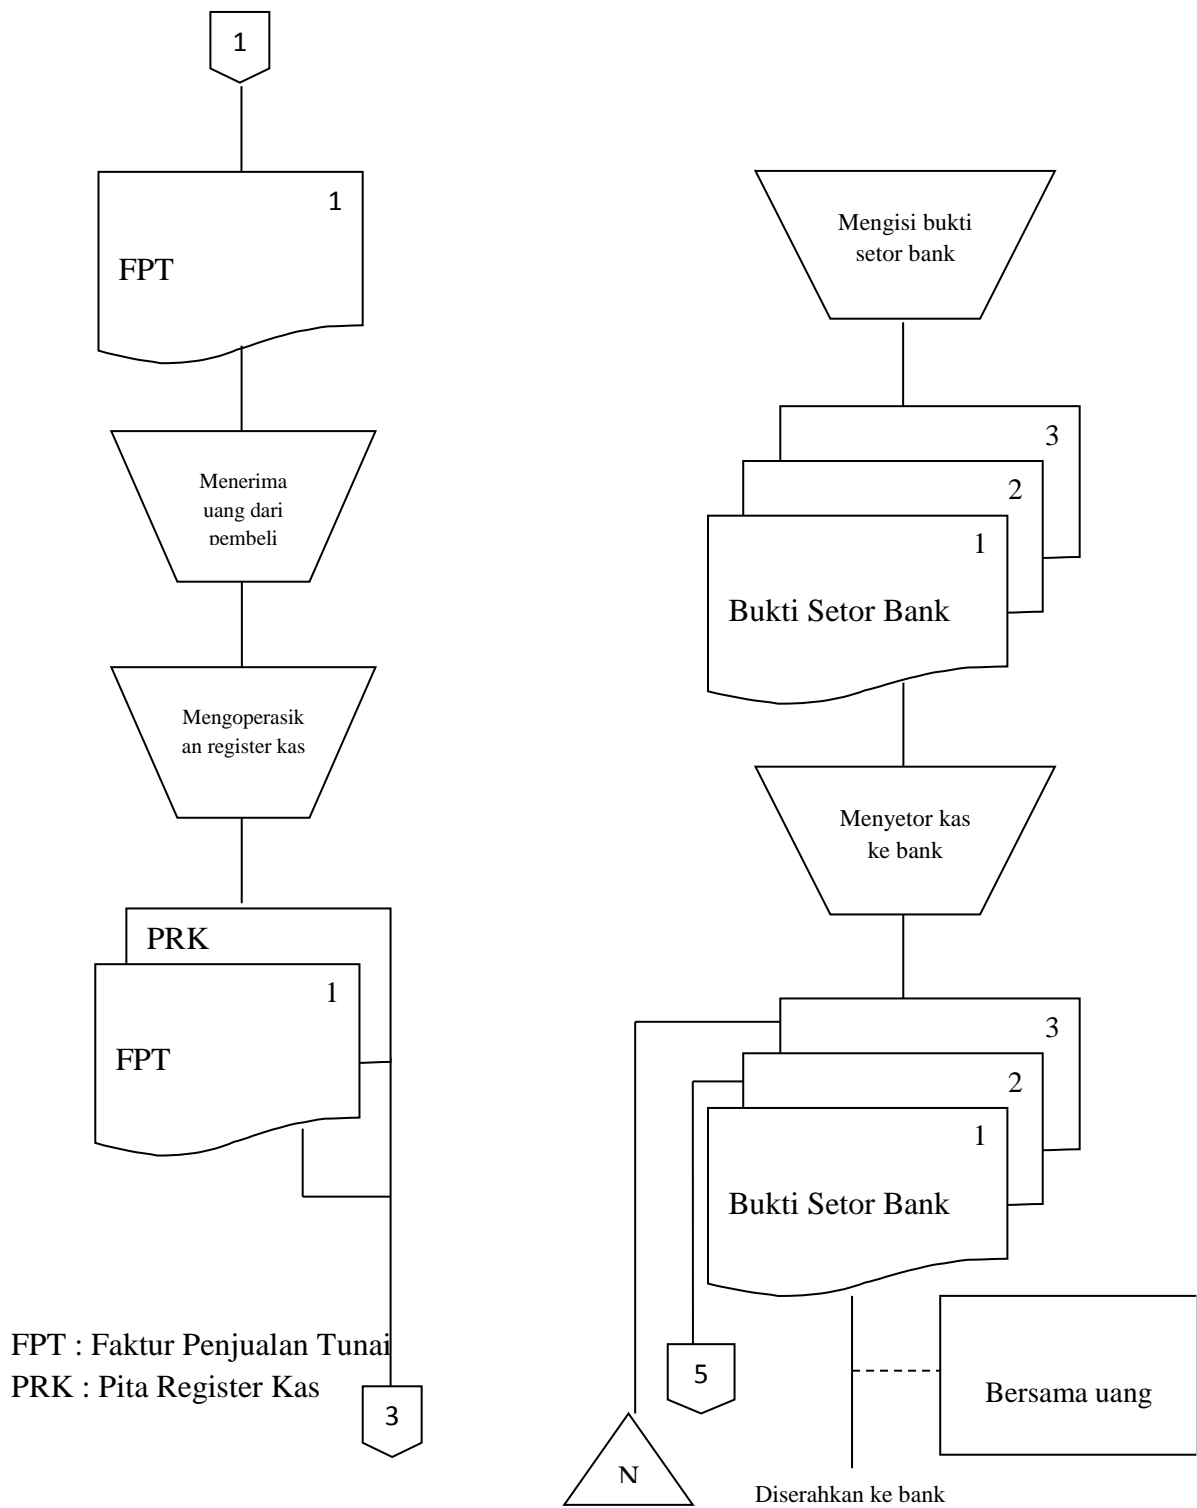 1
1
FPT
Menerima
uang dari
pembeli
Mengoperasik
an register kas
PRK
1
FPT
FPT : Faktur Penjualan Tunai
PRK : Pita Register Kas
3
Mengisi bukti
setor bank
3
2
1
Bukti Setor Bank
Menyetor kas
ke bank
3
2
1
Bukti Setor Bank
5
Bersama uang
N
Diserahkan ke bank